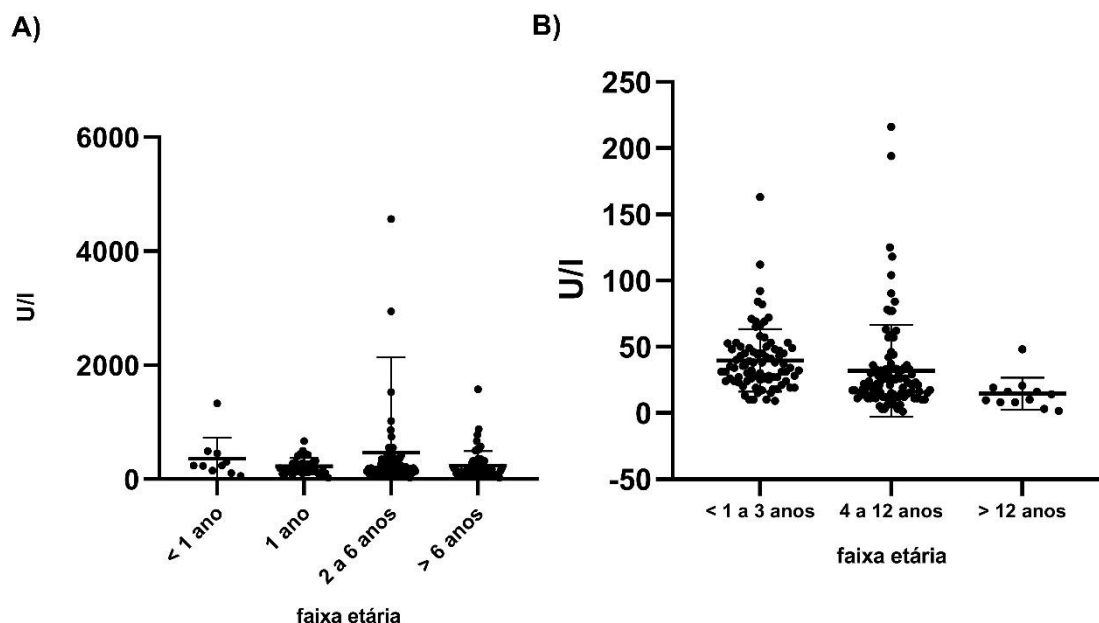 A)
U/I
6000
4000
2000
0
< 1 ano
1 ano
2 a 6 anos
> 6 anos
faixa etária
B)
U/I
250
200
150
100
50
0
-50
< 1 a 3 anos
4 a 12 anos
> 12 anos
faixa etária